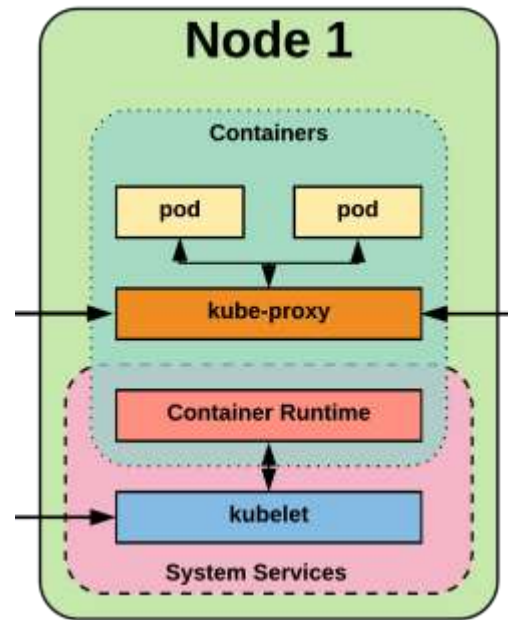 Node 1
Containers
pod pod
kube-proxy
Container Runtime
kubelet
System Services